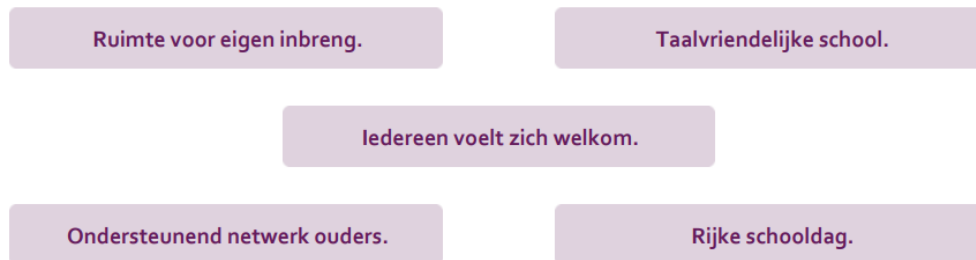 Ruimte voor eigen inbreng.
Taalvriendelijke school.
Iedereen voelt zich welkom.
Ondersteunend netwerk ouders.
Rijke schooldag.